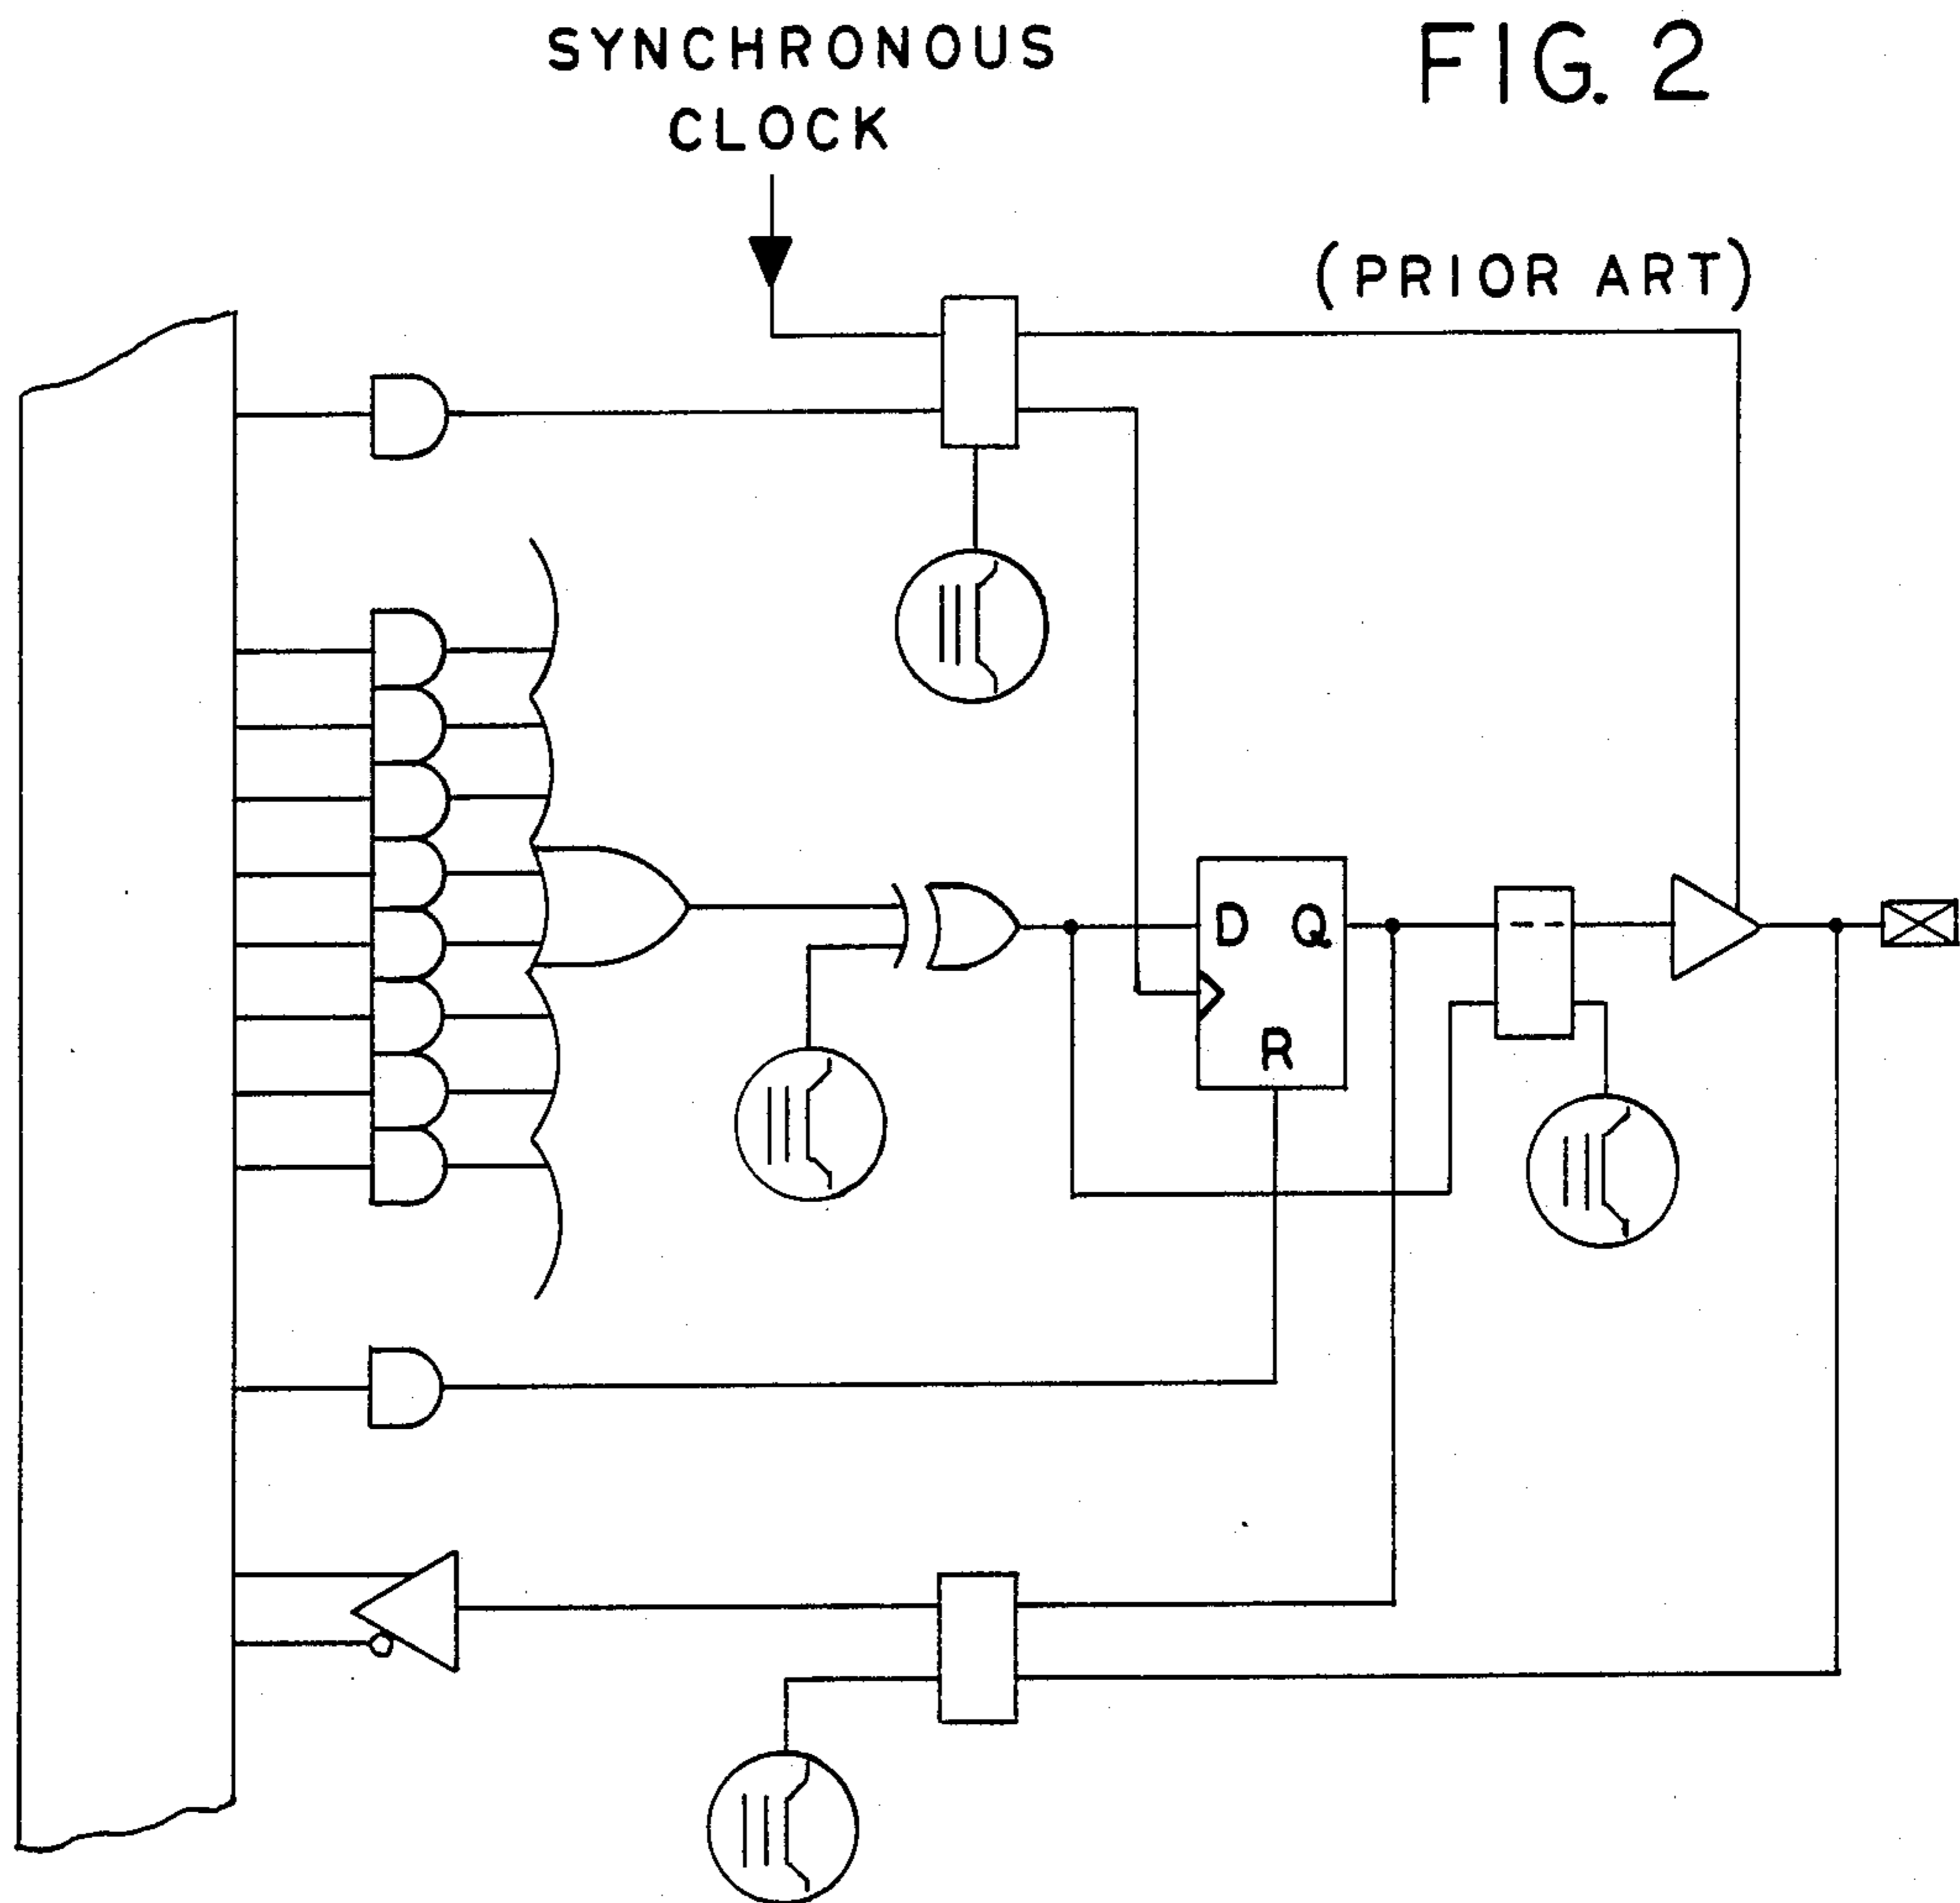 SYNCHRONOUS
CLOCK
FIG. 2
(PRIOR ART)
D Q
R